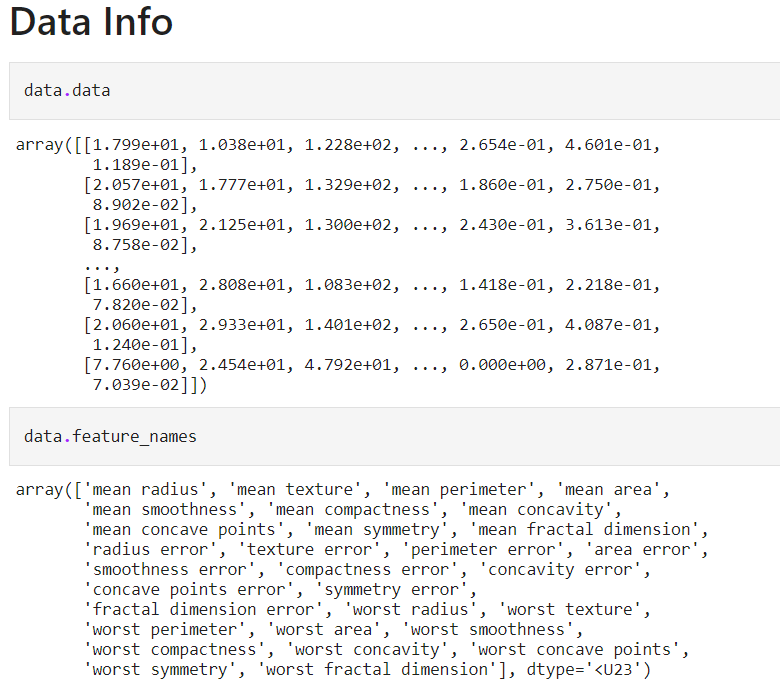 Data Info
data.data
array([[1.799e+01, 1.038e+01, 1.228e+02, ..., 2.654e-01, 4.601e-01,
1.189e-01],
[2.057e+01, 1.777e+01, 1.329e+02, ..., 1.860e-01, 2.750e-01,
8.902e-02],
[1.969e+01, 2.125e+01, 1.300e+02, ..., 2.430e-01, 3.613e-01,
8.758e-02],
...,
[1.660e+01, 2.808e+01, 1.083e+02, ..., 1.418e-01, 2.218e-01,
7.820e-02],
[2.060e+01, 2.933e+01, 1.401e+02, ..., 2.650e-01, 4.087e-01,
1.240e-01],
[7.760e+00, 2.454e+01, 4.792e+01, ..., 0.000e+00, 2.871e-01,
7.039e-02]])
data.feature_names
array(['mean radius', 'mean texture', 'mean perimeter', 'mean area',
'mean smoothness', 'mean compactness', 'mean concavity',
'mean concave points', 'mean symmetry', 'mean fractal dimension',
'radius error', 'texture error', 'perimeter error', 'area error',
'smoothness error', 'compactness error', 'concavity error',
'concave points error', 'symmetry error',
'fractal dimension error', 'worst radius', 'worst texture',
'worst perimeter', 'worst area', 'worst smoothness',
'worst compactness', 'worst concavity', 'worst concave points',
'worst symmetry', 'worst fractal dimension'], dtype='<U23')